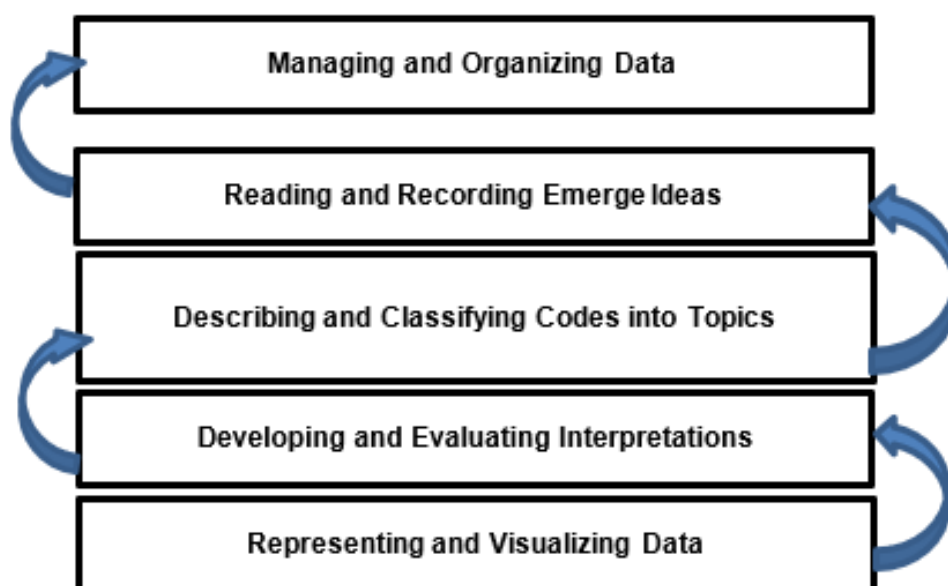 Managing and Organizing Data
Reading and Recording Emerge Ideas
Describing and Classifying Codes into Topics
Developing and Evaluating Interpretations
Representing and Visualizing Data